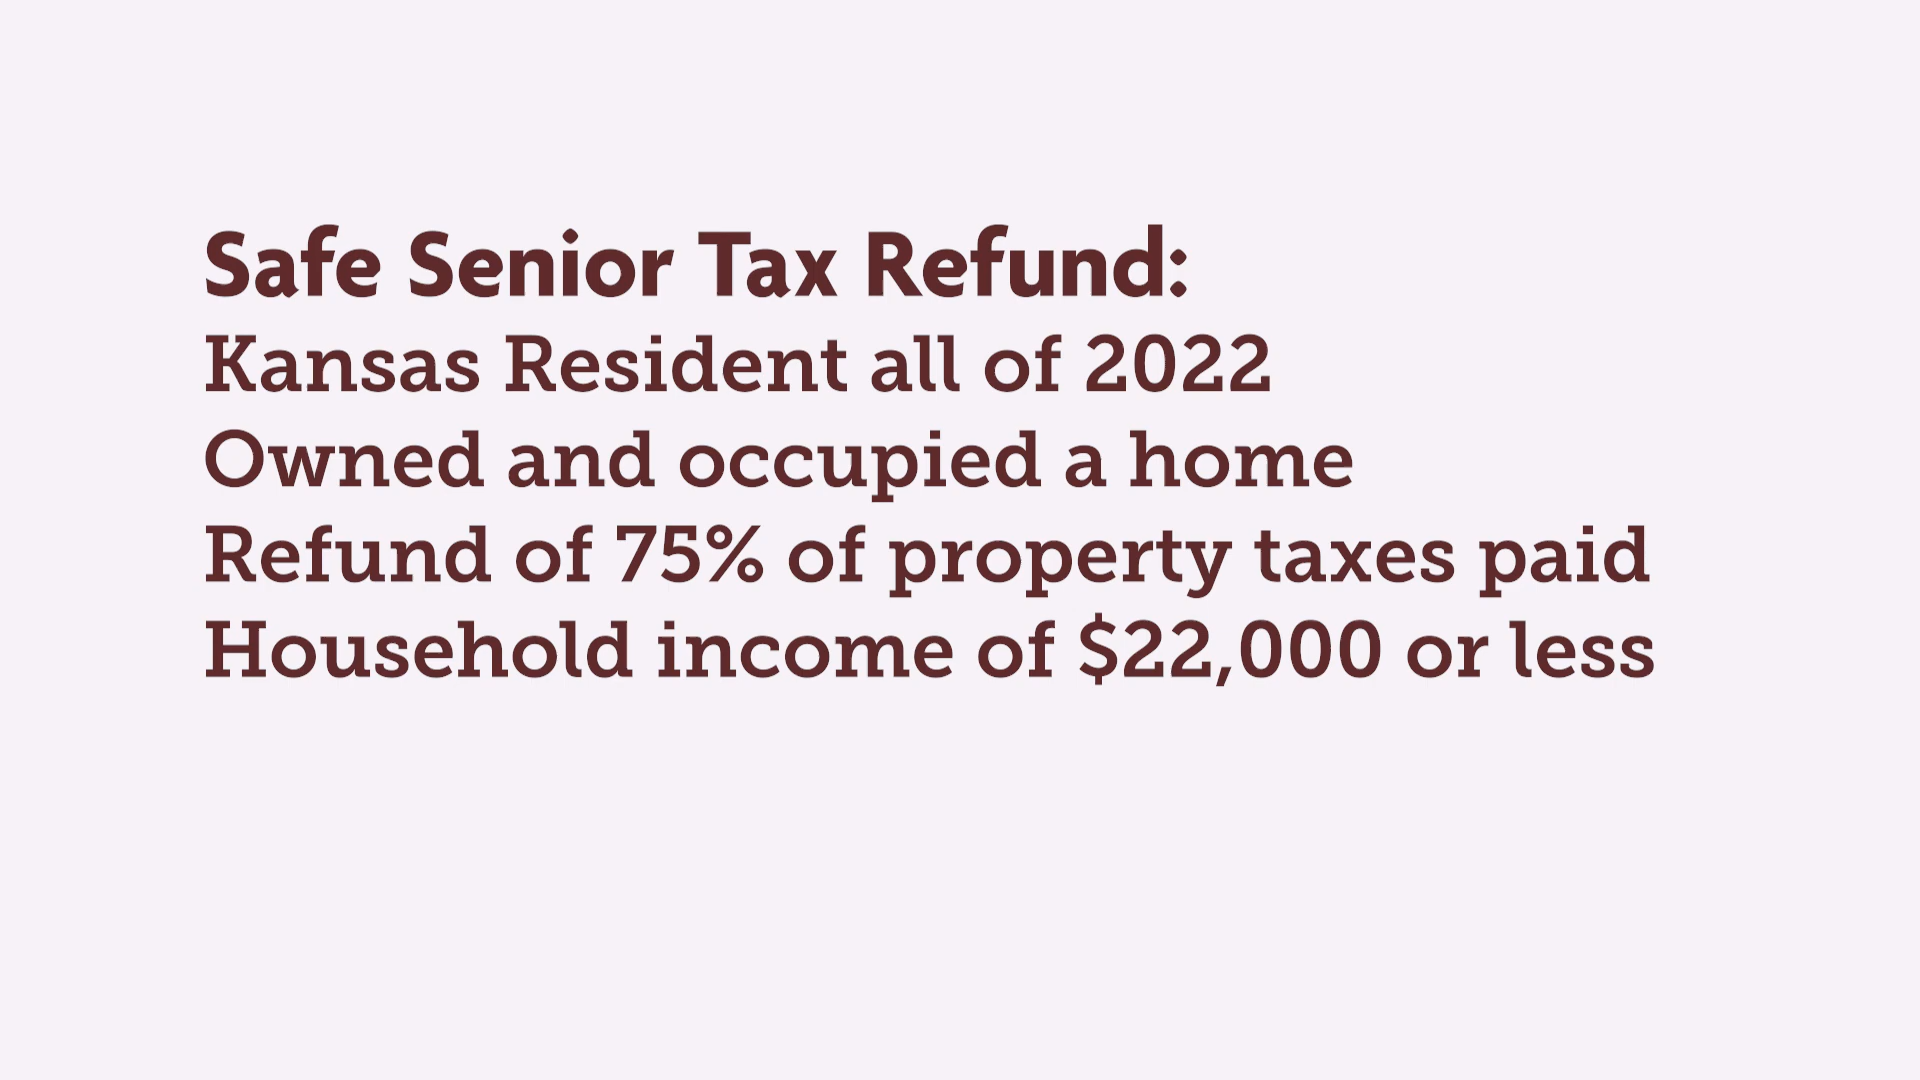 Safe Senior Tax Refund:
Kansas Resident all of 2022
Owned and occupied a home
Refund of 75% of property taxes paid
Household income of $22,000 or less